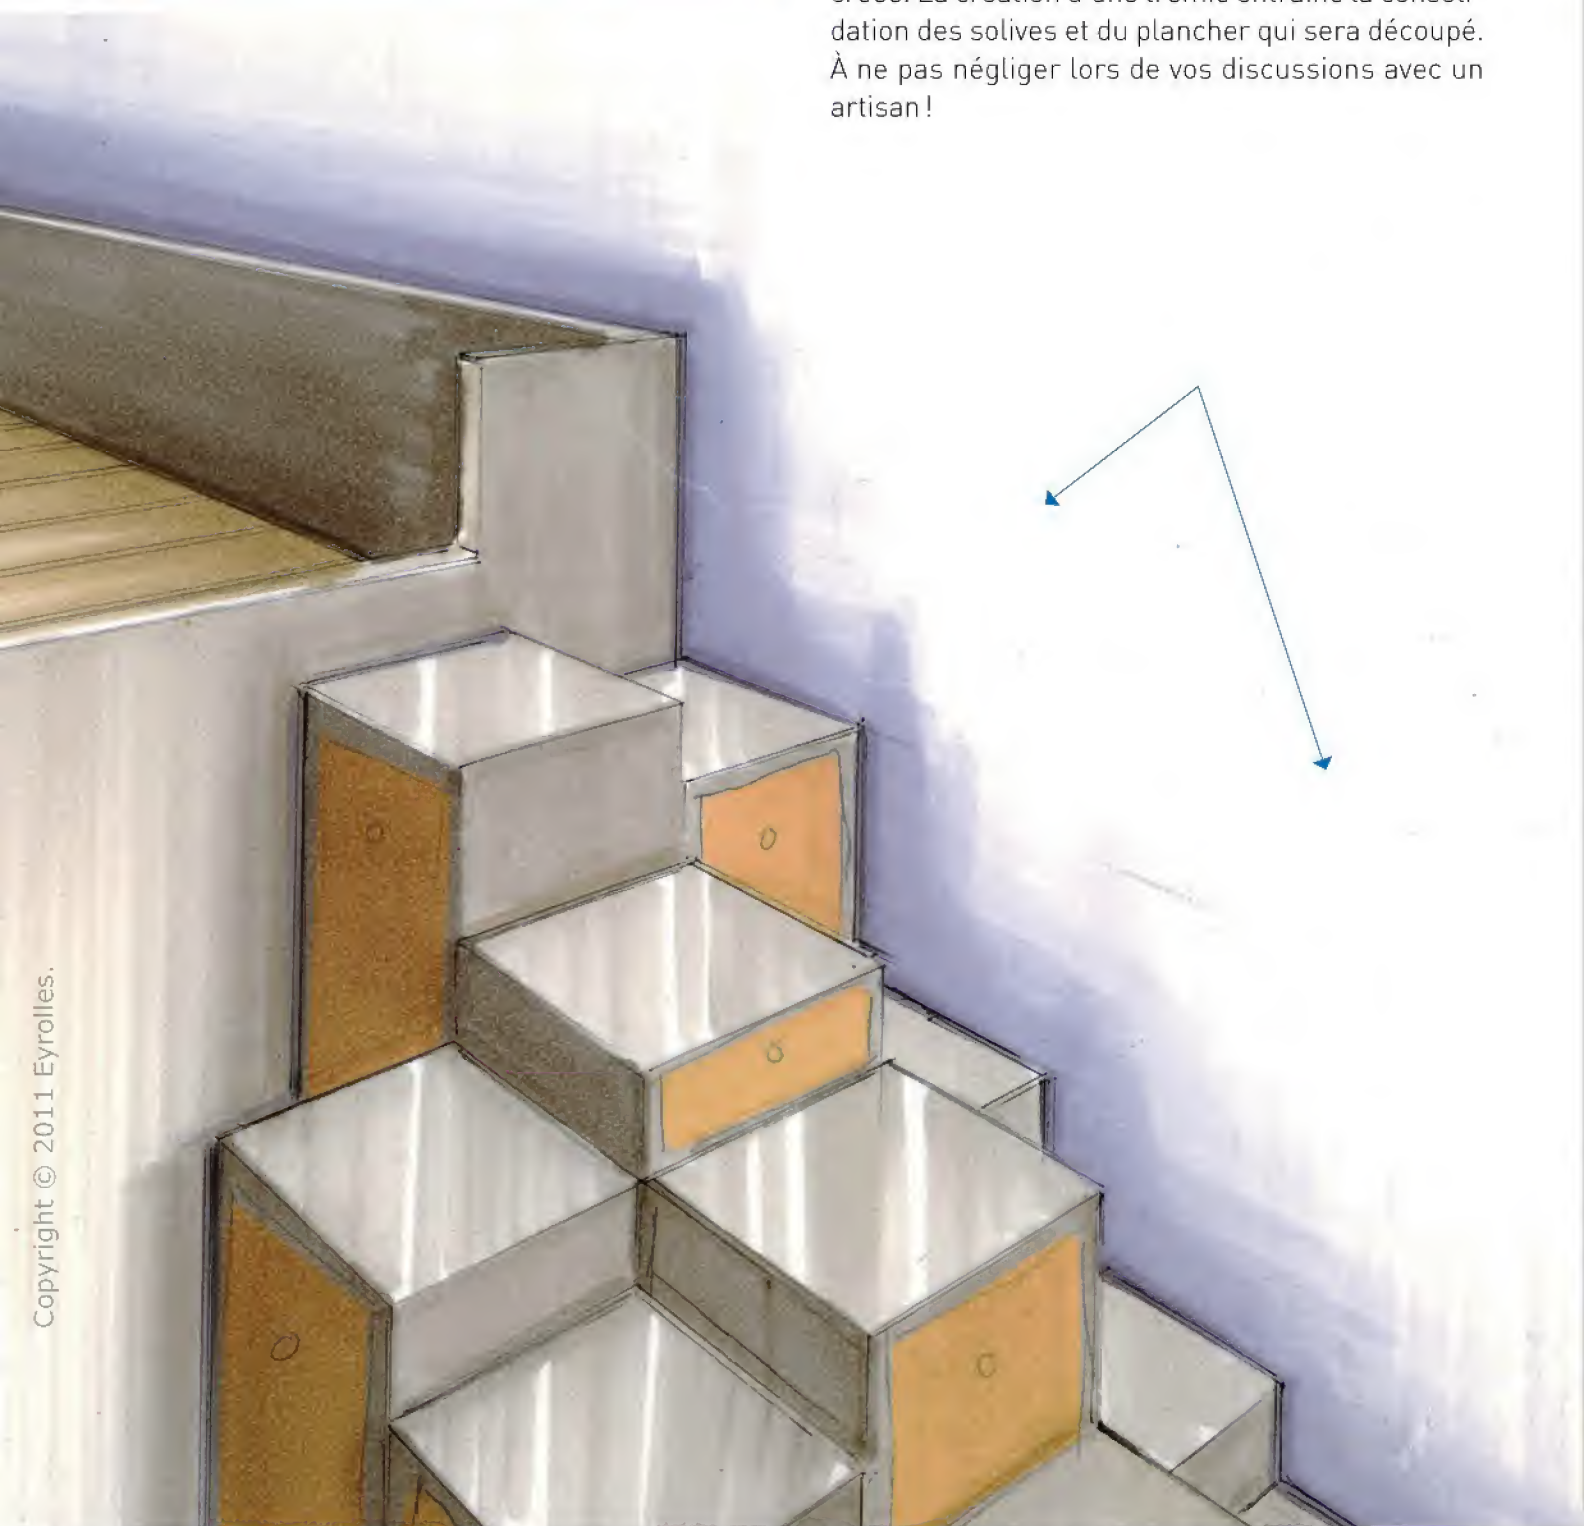 dation des solives et du plancher qui sera découpé.
À ne pas négliger lors de vos discussions avec un
artisan !
Copyright © 2011 Eyrolles.